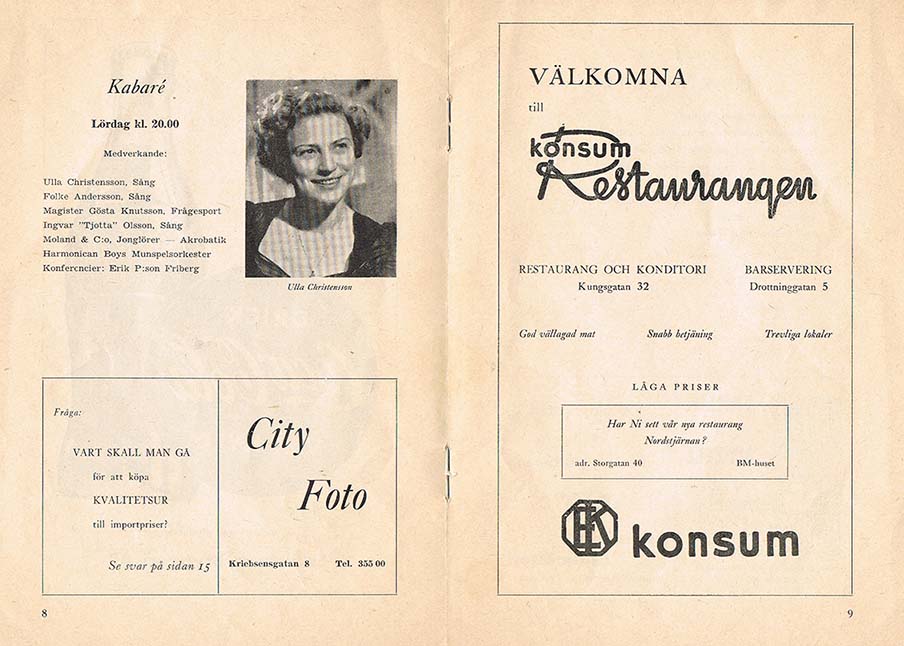 Kabaré
Lördag kl. 20.00
Medverkande:
Ulla Christensson, Sång
Folke Andersson, Sång
Magister Gösta Knutsson, Frågesport
Ingvar "Tjotta" Olsson, Sång
Moland & C:o, Jonglörer — Akrobatik
Harmonican Boys Munspelsorkester
Konferencier: Erik P:son Friberg
Ulla Christensson
Fråga:
VART SKALL MAN GÅ
för att köpa
KVALITETSUR
till importpriser?
Se svar på sidan 15
City
Foto
Kriebsensgatan 8 Tel. 355 00
8
VÄLKOMNA
till
konsum
Restaurangen
RESTAURANG OCH KONDITORI
Kungsgatan 32
BARSERVERING
Drottninggatan 5
God vällagad mat Snabb betjäning Trevliga lokaler
LÅGA PRISER
Har Ni sett vår nya restaurang
Nordstjärnan?
adr. Storgatan 40 BM-huset
EK konsum
9